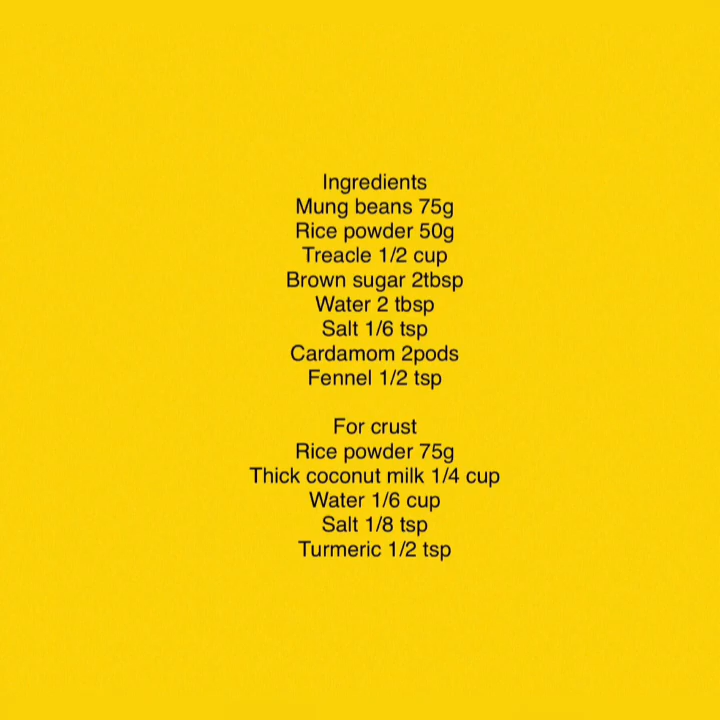 Ingredients
Mung beans 75g
Rice powder 50g
Treacle 1/2 cup
Brown sugar 2tbsp
Water 2 tbsp
Salt 1/6 tsp
Cardamom 2pods
Fennel 1/2 tsp
For crust
Rice powder 75g
Thick coconut milk 1/4 cup
Water 1/6 cup
Salt 1/8 tsp
Turmeric 1/2 tsp